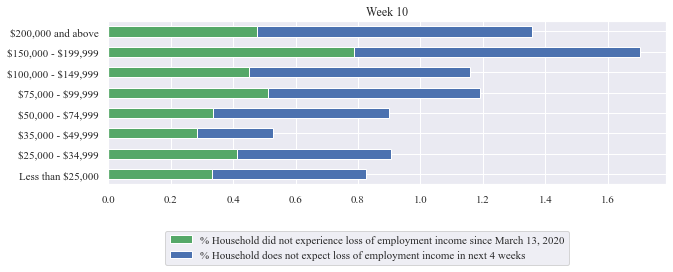 Week 10
$200,000 and above
$150,000 - $199,999
$100,000 - $149,999
$75,000 - $99,999
$50,000 - $74,999
$35,000 - $49,999
$25,000 - $34,999
Less than $25,000
0.0 0.2 0.4 0.6 0.8 1.0 1.2 1.4 1.6
% Household did not experience loss of employment income since March 13, 2020
% Household does not expect loss of employment income in next 4 weeks